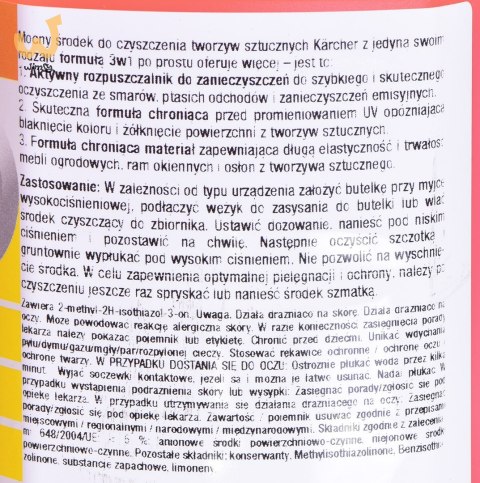 Mocny środek do czyszczenia tworzyw sztucznych Kärcher z jedyną swoim
rodzaju formułą 3w1 po prostu oferuje więcej – jest to:
1. Aktywny rozpuszczalnik do zanieczyszczeń do szybkiego i skutecznego
oczyszczenia ze smarów, ptasich odchodów i zanieczyszczeń emisyjnych.
2. Skuteczna formuła chroniąca przed promieniowaniem UV opóźniająca
blaknięcie koloru i żółknięcie powierzchni z tworzyw sztucznych.
3. Formuła chroniąca materiał zapewniająca długą elastyczność i trwałość
mebli ogrodowych, ram okiennych i osłon z tworzywa sztucznego.
Zastosowanie: W zależności od typu urządzenia założyć butelkę przy myjce
wysokociśnieniowej, podłączyć wężyk do zasysania do butelki lub wlać
środek czyszczący do zbiornika. Ustawić dozowanie, nanieść pod niskim
ciśnieniem i pozostawić na chwilę. Następnie oczyścić szczotką i
gruntownie wypłukać pod wysokim ciśnieniem. Nie pozwolić na wyschnię-
cie środka. W celu zapewnienia optymalnej pielęgnacji i ochrony, należy po
czyszczeniu jeszcze raz spryskać lub nanieść środek szmatką.
Zawiera 2-methyl-2H-isothiazol-3-on. Uwaga. Działa drażniąco na skórę. Działa drażniąco na
oczy. Może powodować reakcję alergiczną skóry. W razie konieczności zasięgnięcia porady
lekarza należy pokazać pojemnik lub etykietę. Chronić przed dziećmi. Unikać wdychania
pyłu/dymu/gazu/mgły/par/rozpylonej cieczy. Stosować rękawice ochronne / ochronę oczu /
ochronę twarzy. W PRZYPADKU DOSTANIA SIĘ DO OCZU: Ostrożnie płukać wodą przez kilka
minut. Wyjąć soczewki kontaktowe, jeżeli są i można je łatwo usunąć. Nadal płukać. W
przypadku wystąpienia podrażnienia skóry lub wysypki: Zasięgnąć porady/zgłosić się pod
opiekę lekarza. W przypadku utrzymywania się działania drażniącego na oczy: Zasięgnąć
porady/zgłosić się pod opiekę lekarza. Zawartość / pojemnik usuwać zgodnie z przepisami
miejscowymi / regionalnymi / narodowymi / międzynarodowymi. Składniki zgodnie z zalecenia-
mi 648/2004/UE: < 5 % anionowe środki powierzchniowo-czynne, niejonowe środki
powierzchniowo-czynne. Pozostałe składniki: konserwanty, Methylisothiazolinone, Benzisothia-
zolinone, substancje zapachowe, limonen.